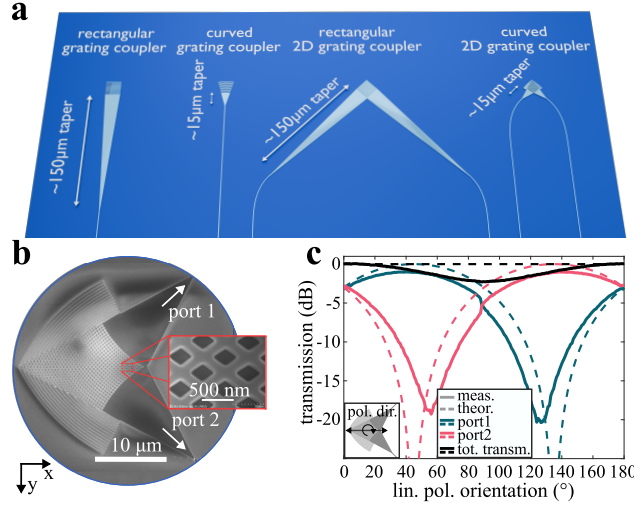 a
rectangular
grating coupler
curved
grating coupler
rectangular
2D grating coupler
curved
2D grating coupler
~150µm taper
~15µm taper
~150µm taper
~15µm taper
b
port 1
500 nm
port 2
10 µm
x
y
c
transmission (dB)
0
-5
-10
-15
-20
pol. dir.
meas.
theor.
port1
port2
tot. transm.
0 20 40 60 80 100 120 140 160 180
lin. pol. orientation (°)